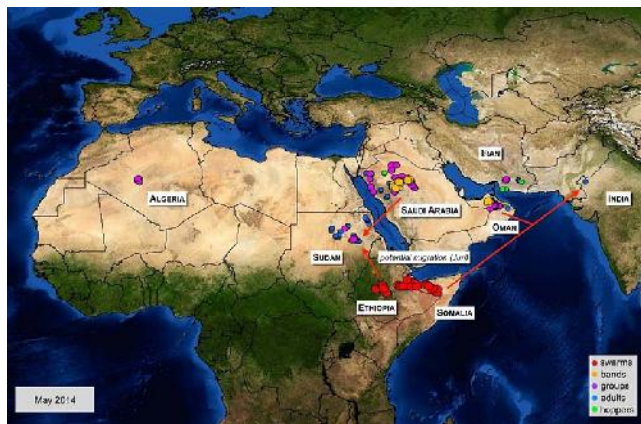 IRAN
ALGERIA
INDIA
SAUDI ARABIA
OMAN
SUDAN
potential migration (Jun)
ETHIOPIA
SOMALIA
May 2014
swarms
bands
groups
adults
hoppers